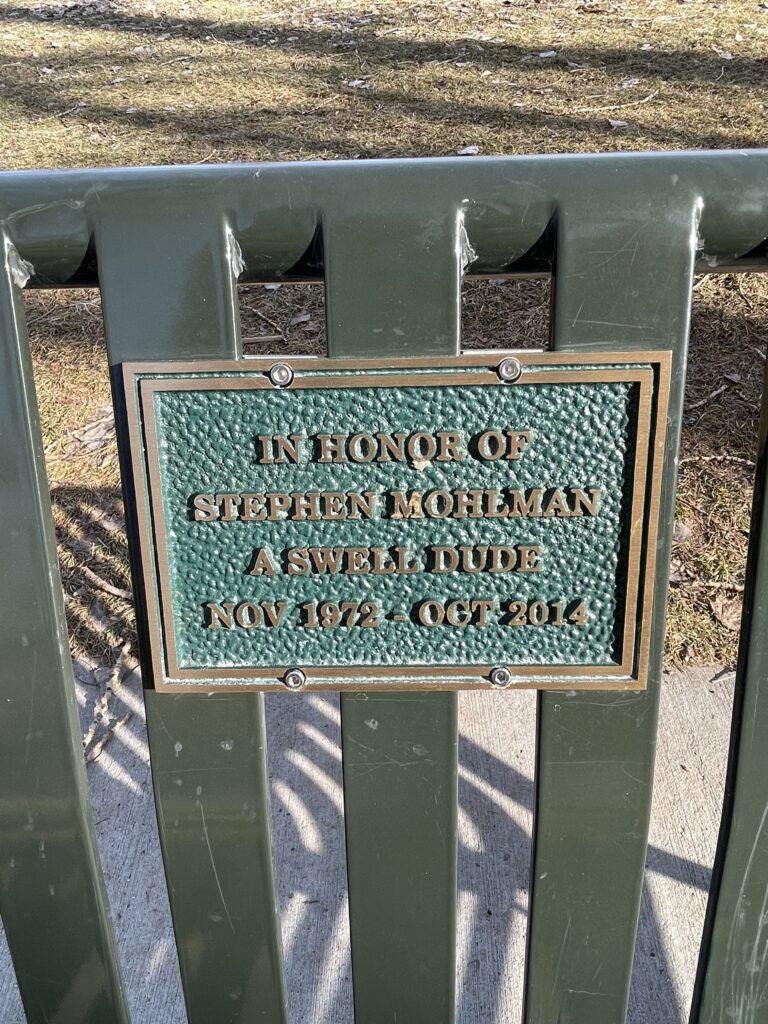 IN HONOR OF
STEPHEN MOHLMAN
A SWELL DUDE
NOV 1972 - OCT 2014